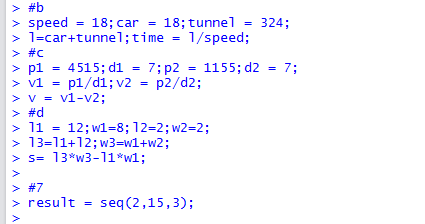 > #b
> speed = 18;car = 18;tunnel = 324;
> l=car+tunnel;time = l/speed;
> #c
> p1 = 4515;d1 = 7;p2 = 1155;d2 = 7;
> v1 = p1/d1;v2 = p2/d2;
> v = v1-v2;
> #d
> l1 = 12;w1=8;l2=2;w2=2;
> l3=l1+l2;w3=w1+w2;
> s= l3*w3-l1*w1;
>
> #7
> result = seq(2,15,3);
>